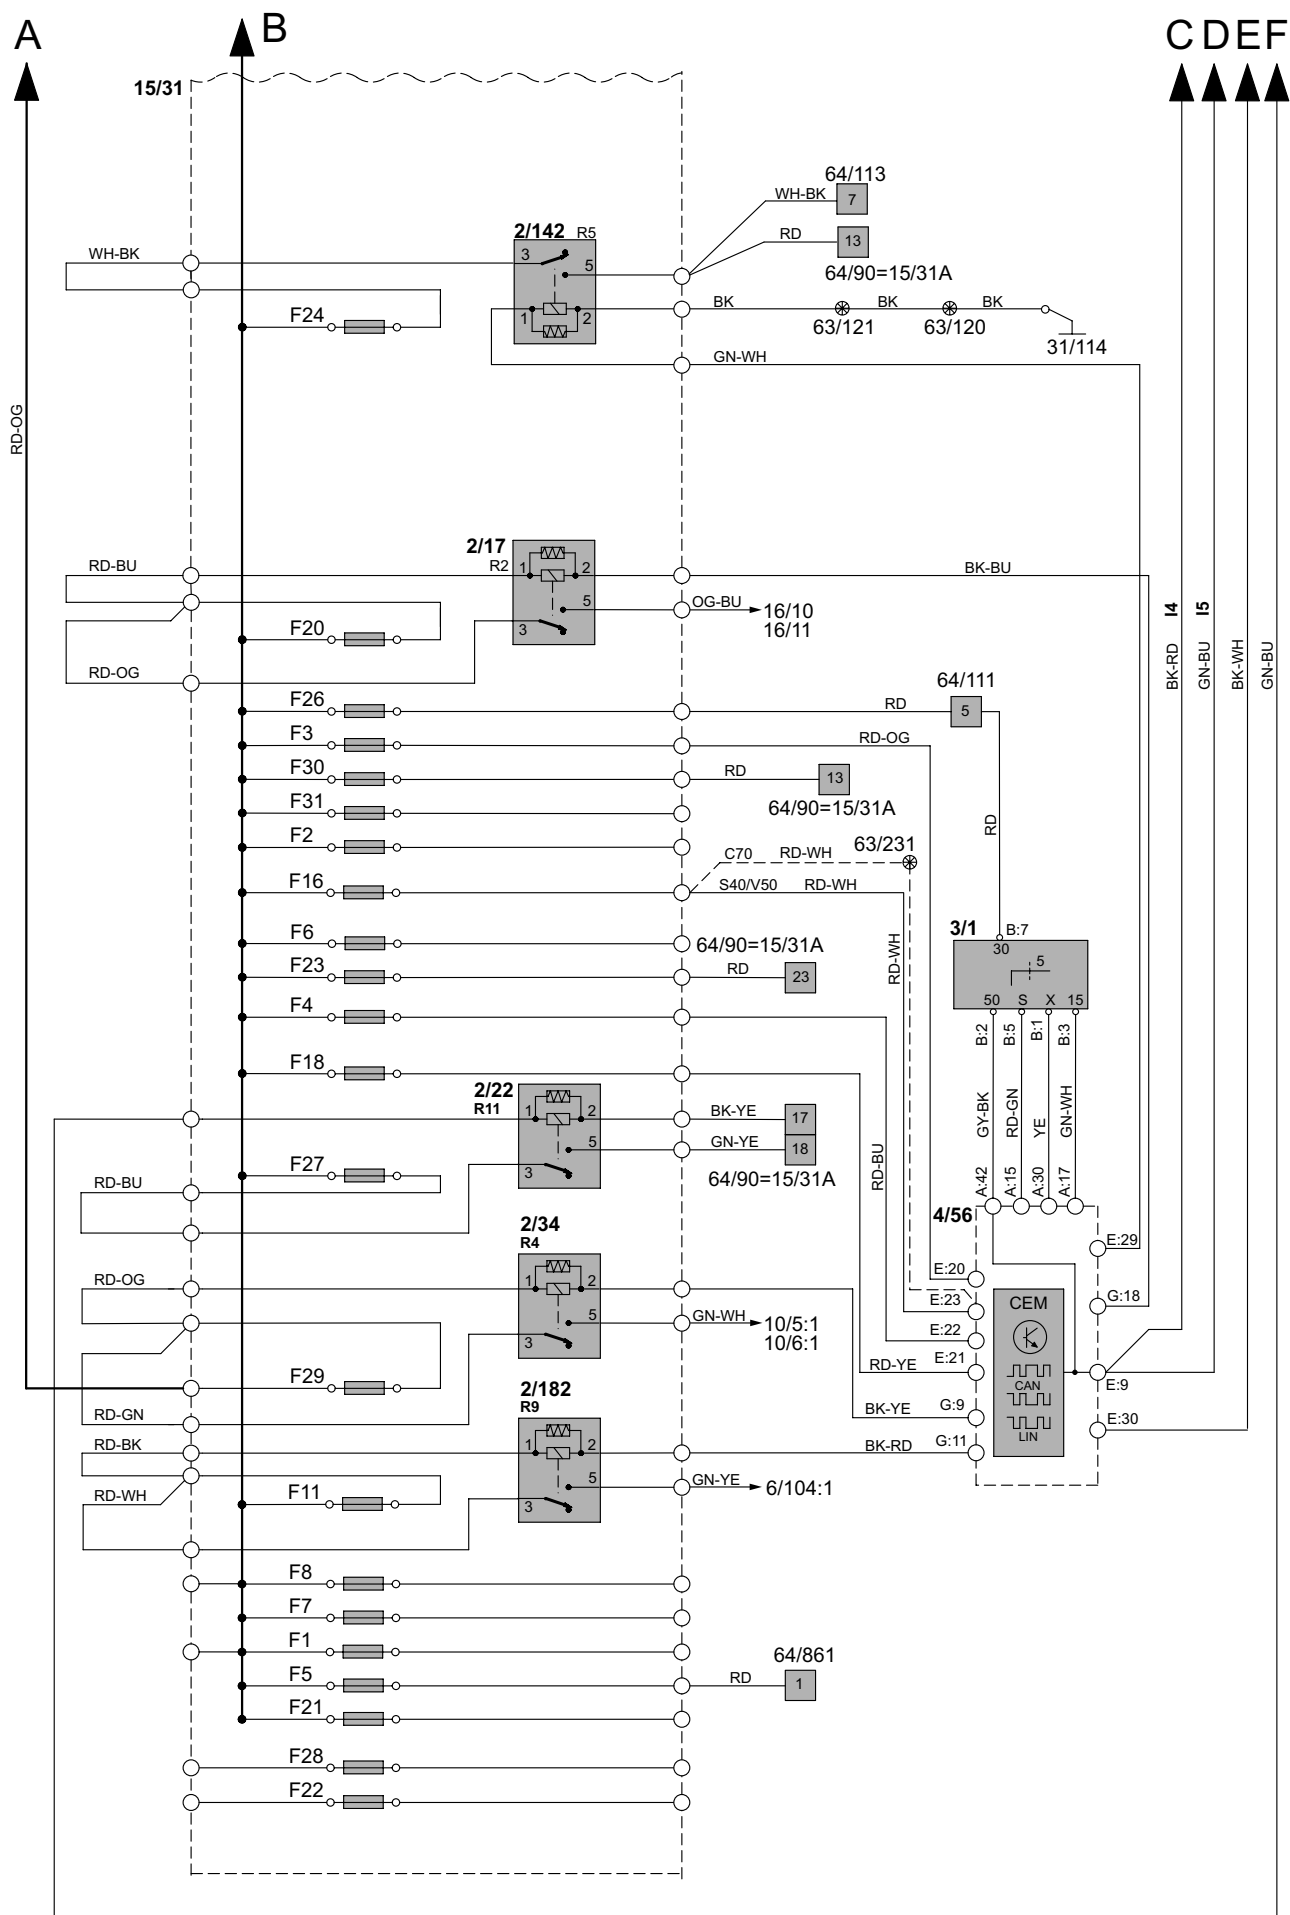 A
B
C D E F
15/31
64/113
WH-BK
7
2/142 R5
RD
13
WH-BK
3
5
64/90=15/31A
F24
1
2
BK
BK
BK
63/121
63/120
31/114
GN-WH
RD-OG
2/17
R2
RD-BU
1
2
BK-BU
5
OG-BU
16/10
16/11
F20
3
RD-OG
BK-RD I4
GN-BU I5
BK-WH
GN-BU
F26
RD
64/111
5
F3
RD-OG
F30
RD
13
64/90=15/31A
F31
RD
F2
C70 RD-WH
63/231
F16
S40/V50 RD-WH
RD-WH
F6
64/90=15/31A
F23
RD
23
3/1
B:7
30
5
50 S X 15
F4
B:2
B:5
B:1
B:3
F18
GY-BK
RD-GN
YE
GN-WH
2/22
R11
1
2
BK-YE
17
5
GN-YE
18
3
64/90=15/31A
F27
RD-BU
RD-BU
A:42
A:15
A:30
A:17
4/56
2/34
R4
E:29
RD-OG
1
2
E:20
E:23
G:18
CEM
5
GN-WH
10/5:1
10/6:1
3
E:22
RD-YE E:21
F29
CAN
E:9
2/182
R9
RD-GN
BK-YE G:9
E:30
LIN
RD-BK
1
2
BK-RD G:11
5
GN-YE
6/104:1
F11
3
RD-WH
F8
F7
F1
64/861
F5
RD
1
F21
F28
F22